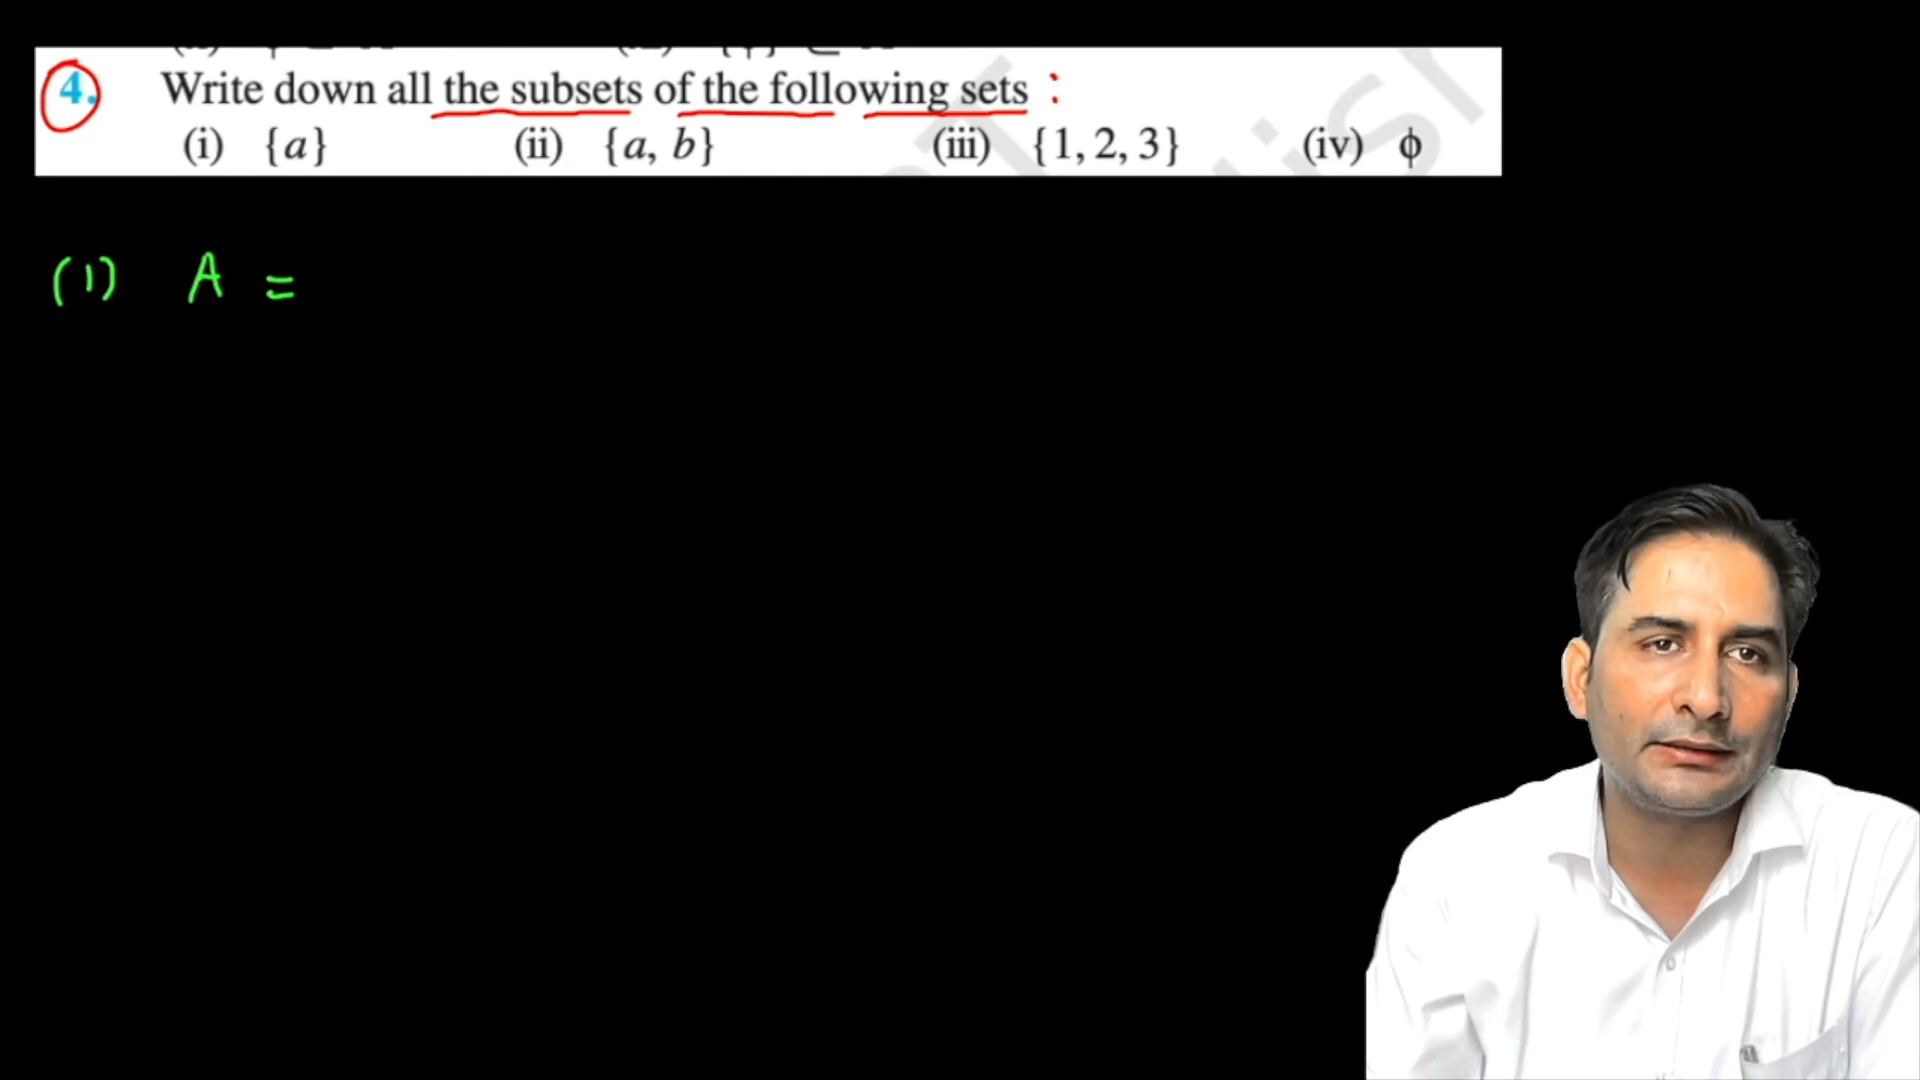 4. Write down all the subsets of the following sets :
(i) {a} (ii) {a, b} (iii) {1, 2, 3} (iv) ϕ
(1) A =